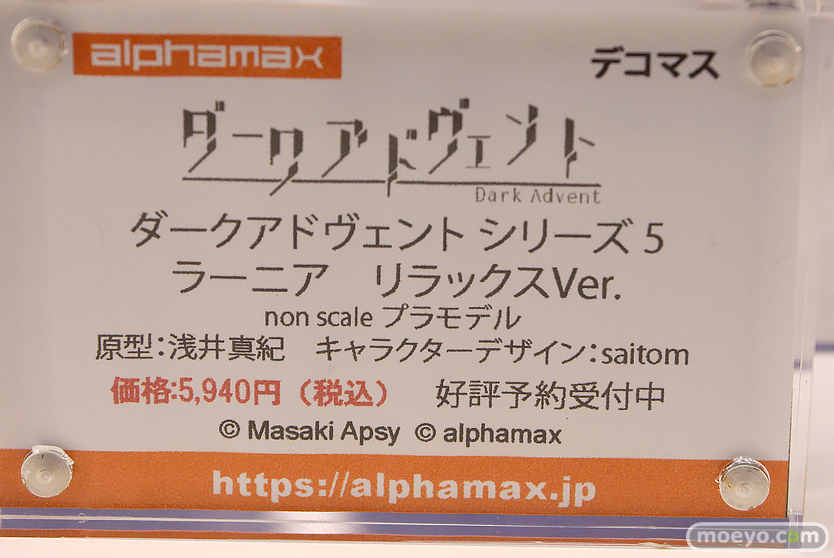 alphamax
デコマス
ダークアドヴェント
Dark Advent
ダークアドヴェント シリーズ 5
ラーニア　リラックスVer.
non scale プラモデル
原型：浅井真紀　キャラクターデザイン：saitom
価格:5,940円（税込）　好評予約受付中
© Masaki Apsy © alphamax
https://alphamax.jp
moeyo.com